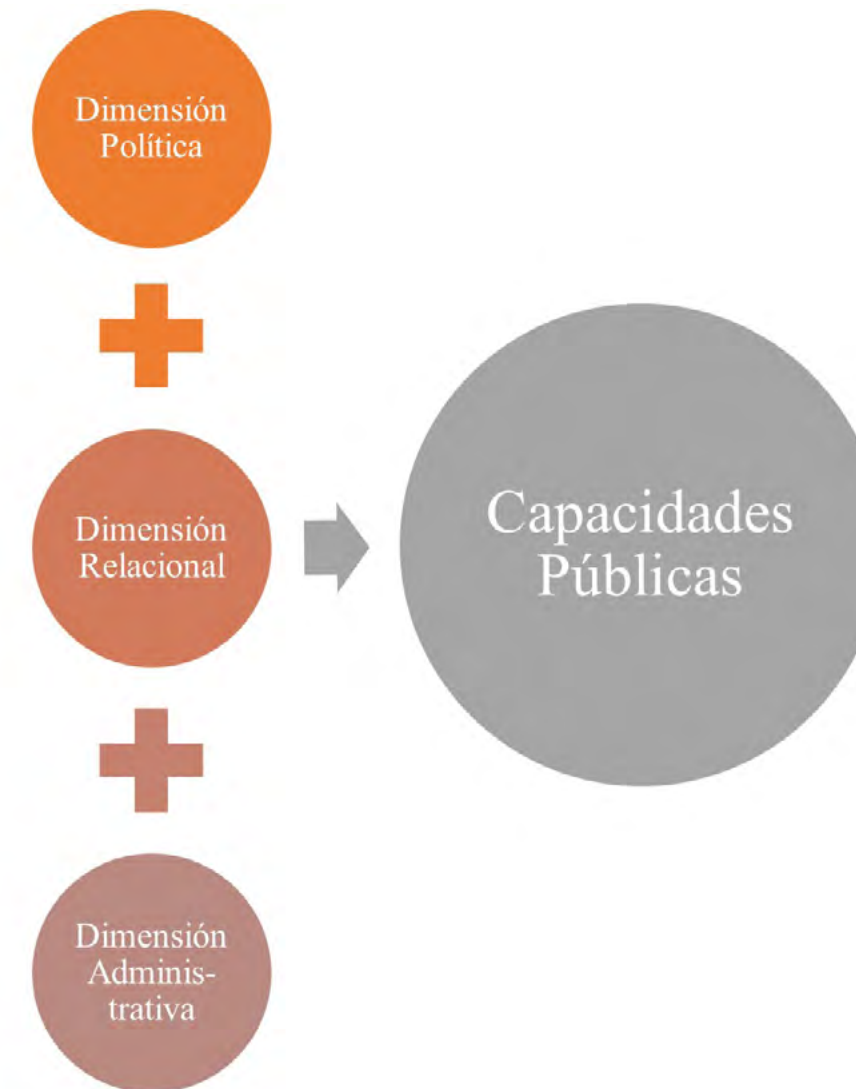 Dimensión
Política
Dimensión
Relacional
Dimensión
Adminis-
trativa
Capacidades
Públicas